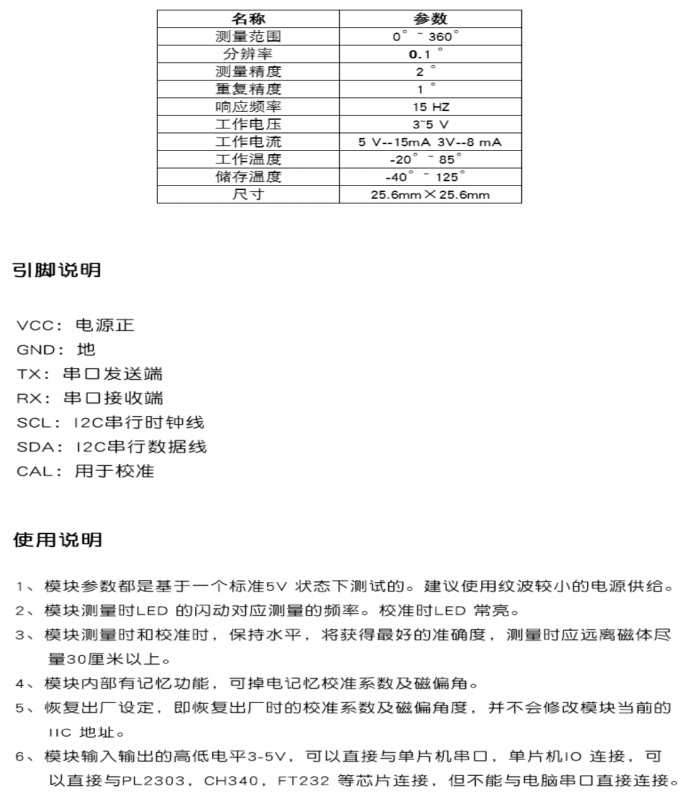 名称 参数
测量范围 0°~360°
分辨率 0.1 °
测量精度 2 °
重复精度 1 °
响应频率 15 HZ
工作电压 3~5 V
工作电流 5 V--15mA 3V--8 mA
工作温度 -20°~85°
储存温度 -40°~125°
尺寸 25.6mm×25.6mm
引脚说明
VCC：电源正
GND：地
TX：串口发送端
RX：串口接收端
SCL：I2C串行时钟线
SDA：I2C串行数据线
CAL：用于校准
使用说明
1、模块参数都是基于一个标准5V 状态下测试的。建议使用纹波较小的电源供给。
2、模块测量时LED 的闪动对应测量的频率。校准时LED 常亮。
3、模块测量时和校准时，保持水平，将获得最好的准确度，测量时应远离磁体尽
量30厘米以上。
4、模块内部有记忆功能，可掉电记忆校准系数及磁偏角。
5、恢复出厂设定，即恢复出厂时的校准系数及磁偏角度，并不会修改模块当前的
IIC 地址。
6、模块输入输出的高低电平3-5V，可以直接与单片机串口，单片机IO 连接，可
以直接与PL2303，CH340，FT232 等芯片连接，但不能与电脑串口直接连接。